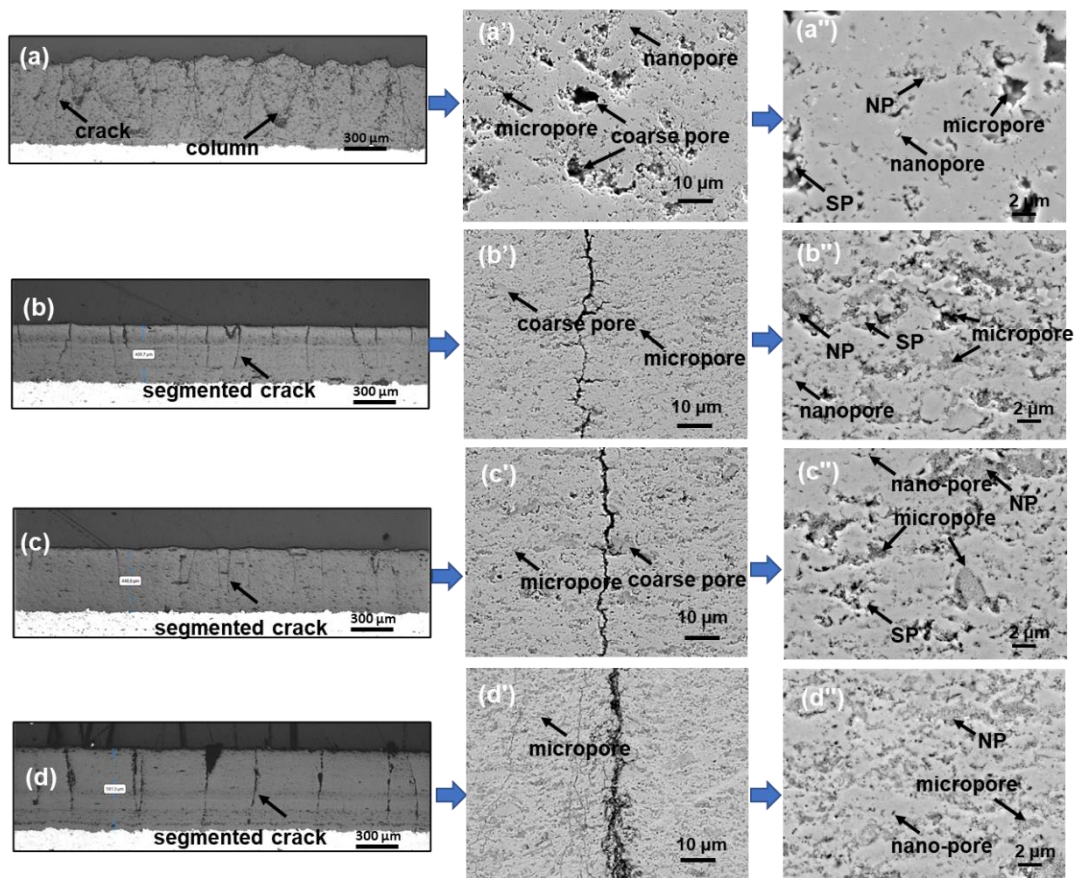 (a)
crack
column
300 µm
(a’)
nanopore
micropore
coarse pore
10 µm
(a")
NP
micropore
nanopore
SP
2 µm
(b)
segmented crack
300 µm
(b’)
coarse pore
micropore
10 µm
(b")
NP
SP
micropore
nanopore
2 µm
(c)
segmented crack
300 µm
(c')
micropore
coarse pore
10 µm
(c")
nano-pore
NP
micropore
SP
2 µm
(d)
segmented crack
300 µm
(d')
micropore
10 µm
(d")
NP
micropore
nano-pore
2 µm